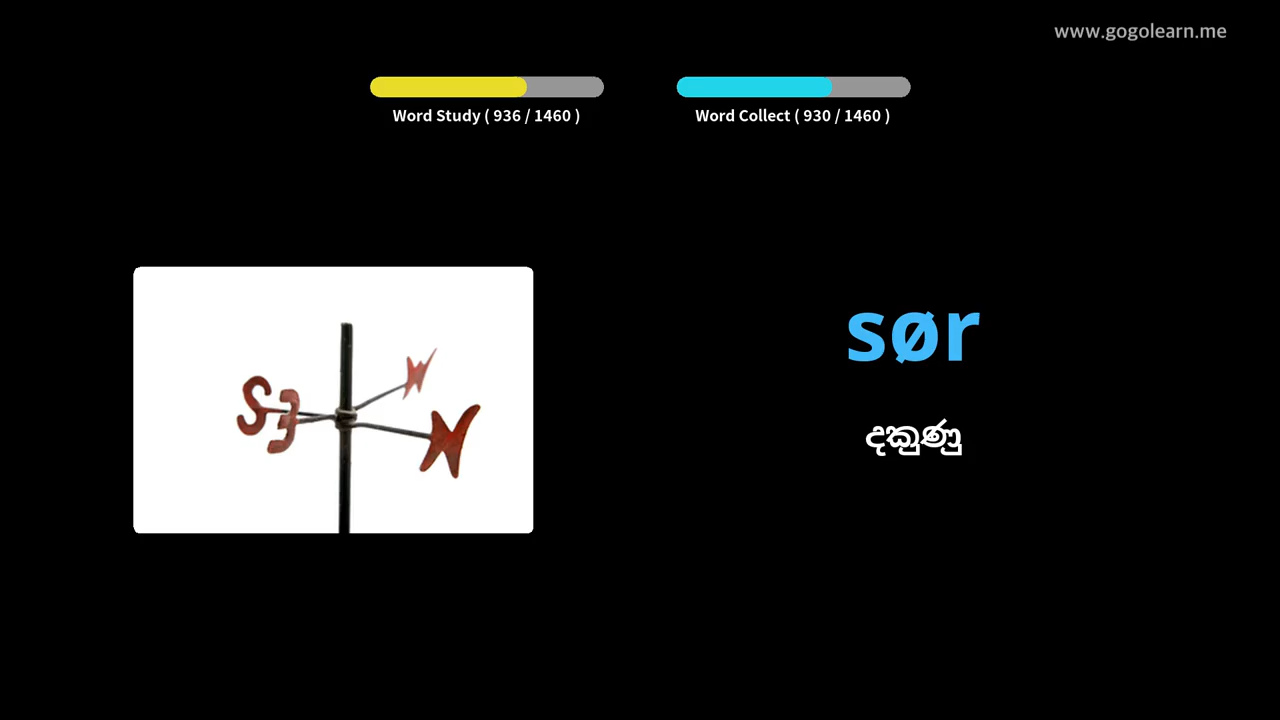 www.gogolearn.me
Word Study ( 936 / 1460 )
Word Collect ( 930 / 1460 )
S E N W
sør
දකුණු